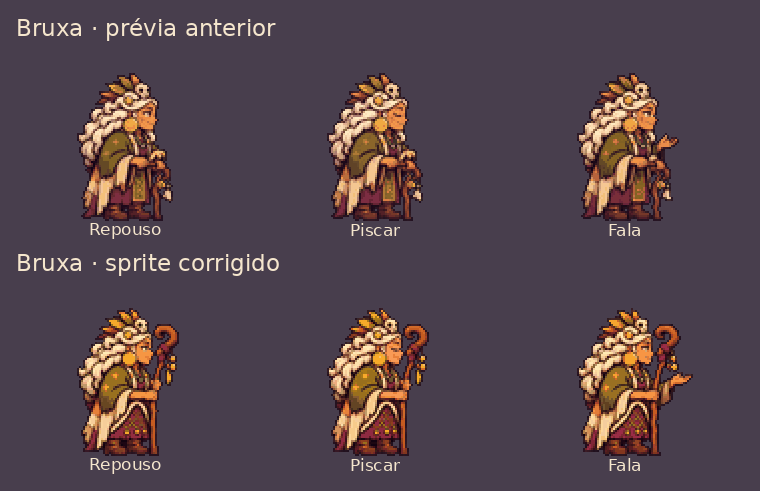 Bruxa · prévia anterior
Repouso Piscar Fala
Bruxa · sprite corrigido
Repouso Piscar Fala